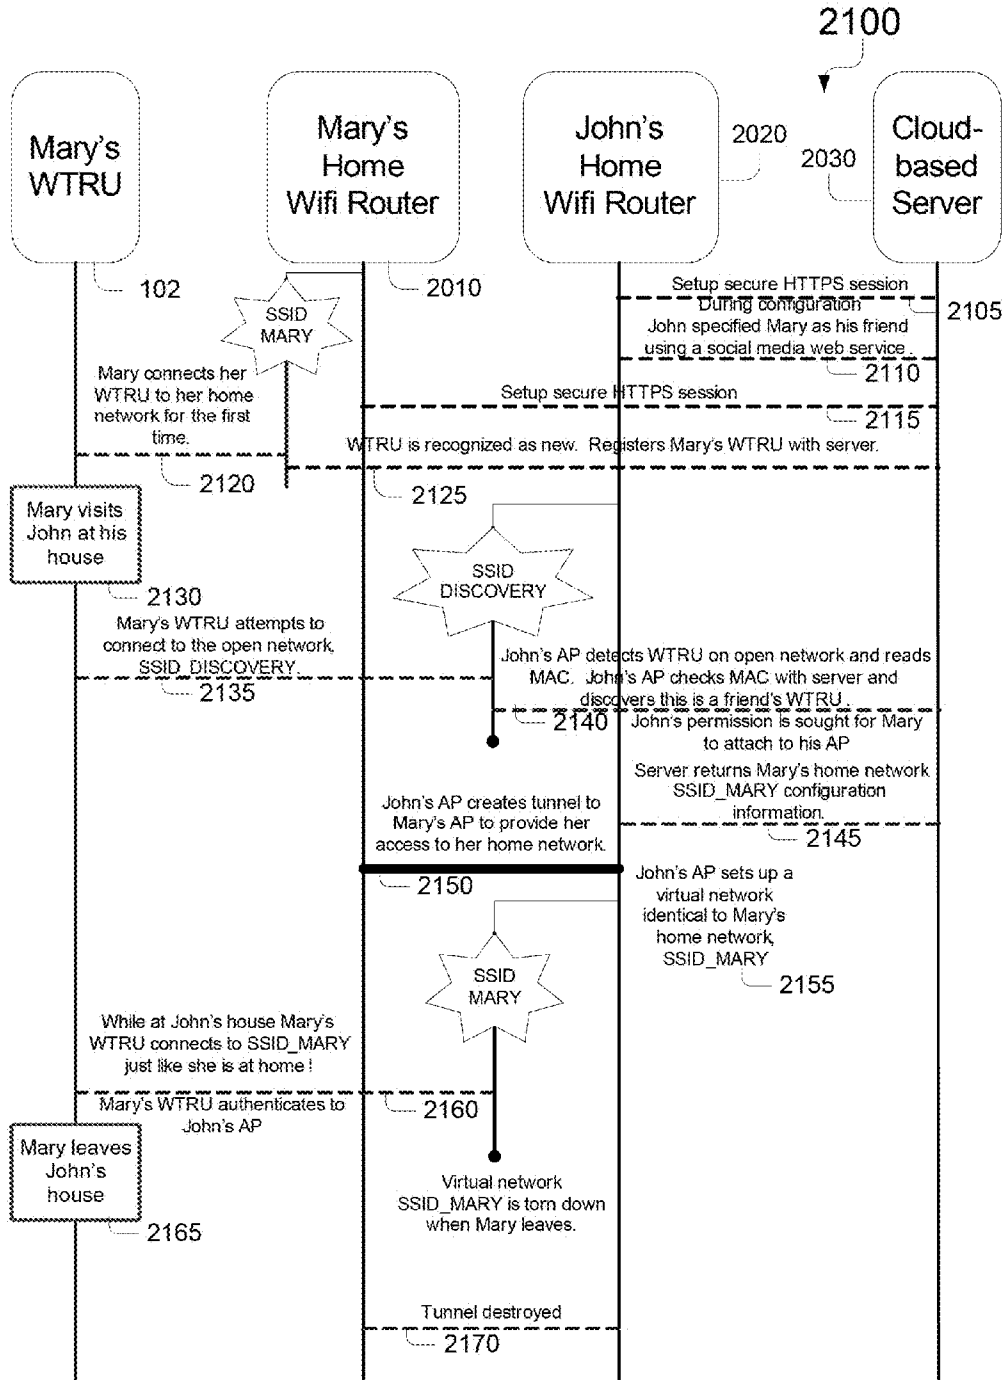 2100
Mary's
WTRU
Mary's
Home
Wifi Router
John's
Home
Wifi Router
Cloud-
based
Server
2020
2030
102
2010
SSID
MARY
Setup secure HTTPS session
2105
During configuration
John specified Mary as his friend
using a social media web service.
2110
Mary connects her
WTRU to her home
network for the first
time.
2120
Setup secure HTTPS session
2115
WTRU is recognized as new. Registers Mary's WTRU with server.
2125
Mary visits
John at his
house
2130
SSID
DISCOVERY
Mary's WTRU attempts to
connect to the open network,
SSID_DISCOVERY.
2135
John's AP detects WTRU on open network and reads
MAC. John's AP checks MAC with server and
discovers this is a friend's WTRU.
2140
John's permission is sought for Mary
to attach to his AP
Server returns Mary's home network
SSID_MARY configuration
information.
2145
John's AP creates tunnel to
Mary's AP to provide her
access to her home network.
2150
John's AP sets up a
virtual network
identical to Mary's
home network,
SSID_MARY
2155
SSID
MARY
While at John's house Mary's
WTRU connects to SSID_MARY
just like she is at home!
2160
Mary's WTRU authenticates to
John's AP
Mary leaves
John's
house
2165
Virtual network
SSID_MARY is torn down
when Mary leaves.
Tunnel destroyed
2170